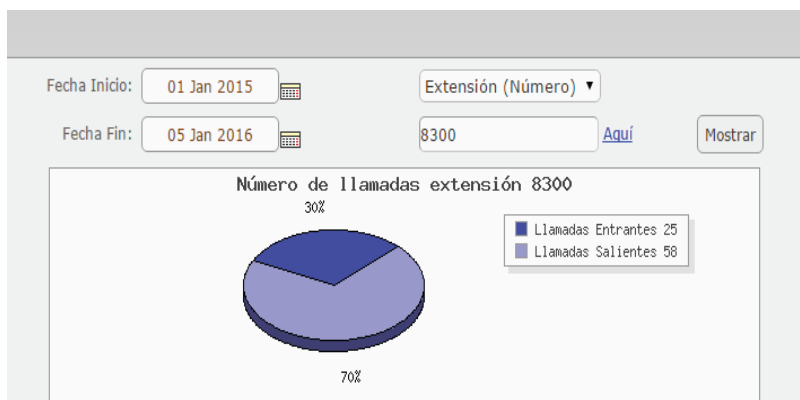 Fecha Inicio: 01 Jan 2015 Extensión (Número)
Fecha Fin: 05 Jan 2016 8300 Aquí Mostrar
Número de llamadas extensión 8300
30%
Llamadas Entrantes 25
Llamadas Salientes 58
70%